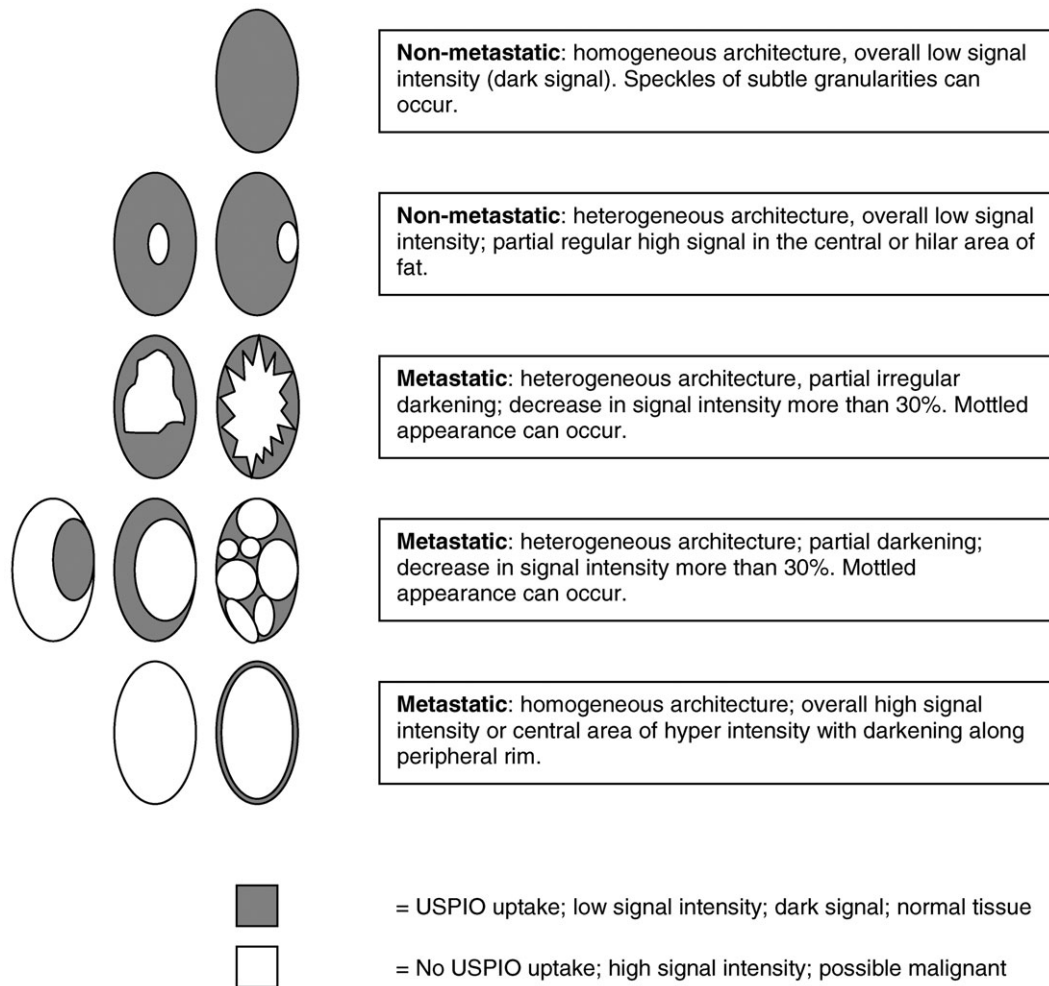 Non-metastatic: homogeneous architecture, overall low signal
intensity (dark signal). Speckles of subtle granularities can
occur.
Non-metastatic: heterogeneous architecture, overall low signal
intensity; partial regular high signal in the central or hilar area of
fat.
Metastatic: heterogeneous architecture, partial irregular
darkening; decrease in signal intensity more than 30%. Mottled
appearance can occur.
Metastatic: heterogeneous architecture; partial darkening;
decrease in signal intensity more than 30%. Mottled
appearance can occur.
Metastatic: homogeneous architecture; overall high signal
intensity or central area of hyper intensity with darkening along
peripheral rim.
= USPIO uptake; low signal intensity; dark signal; normal tissue
= No USPIO uptake; high signal intensity; possible malignant